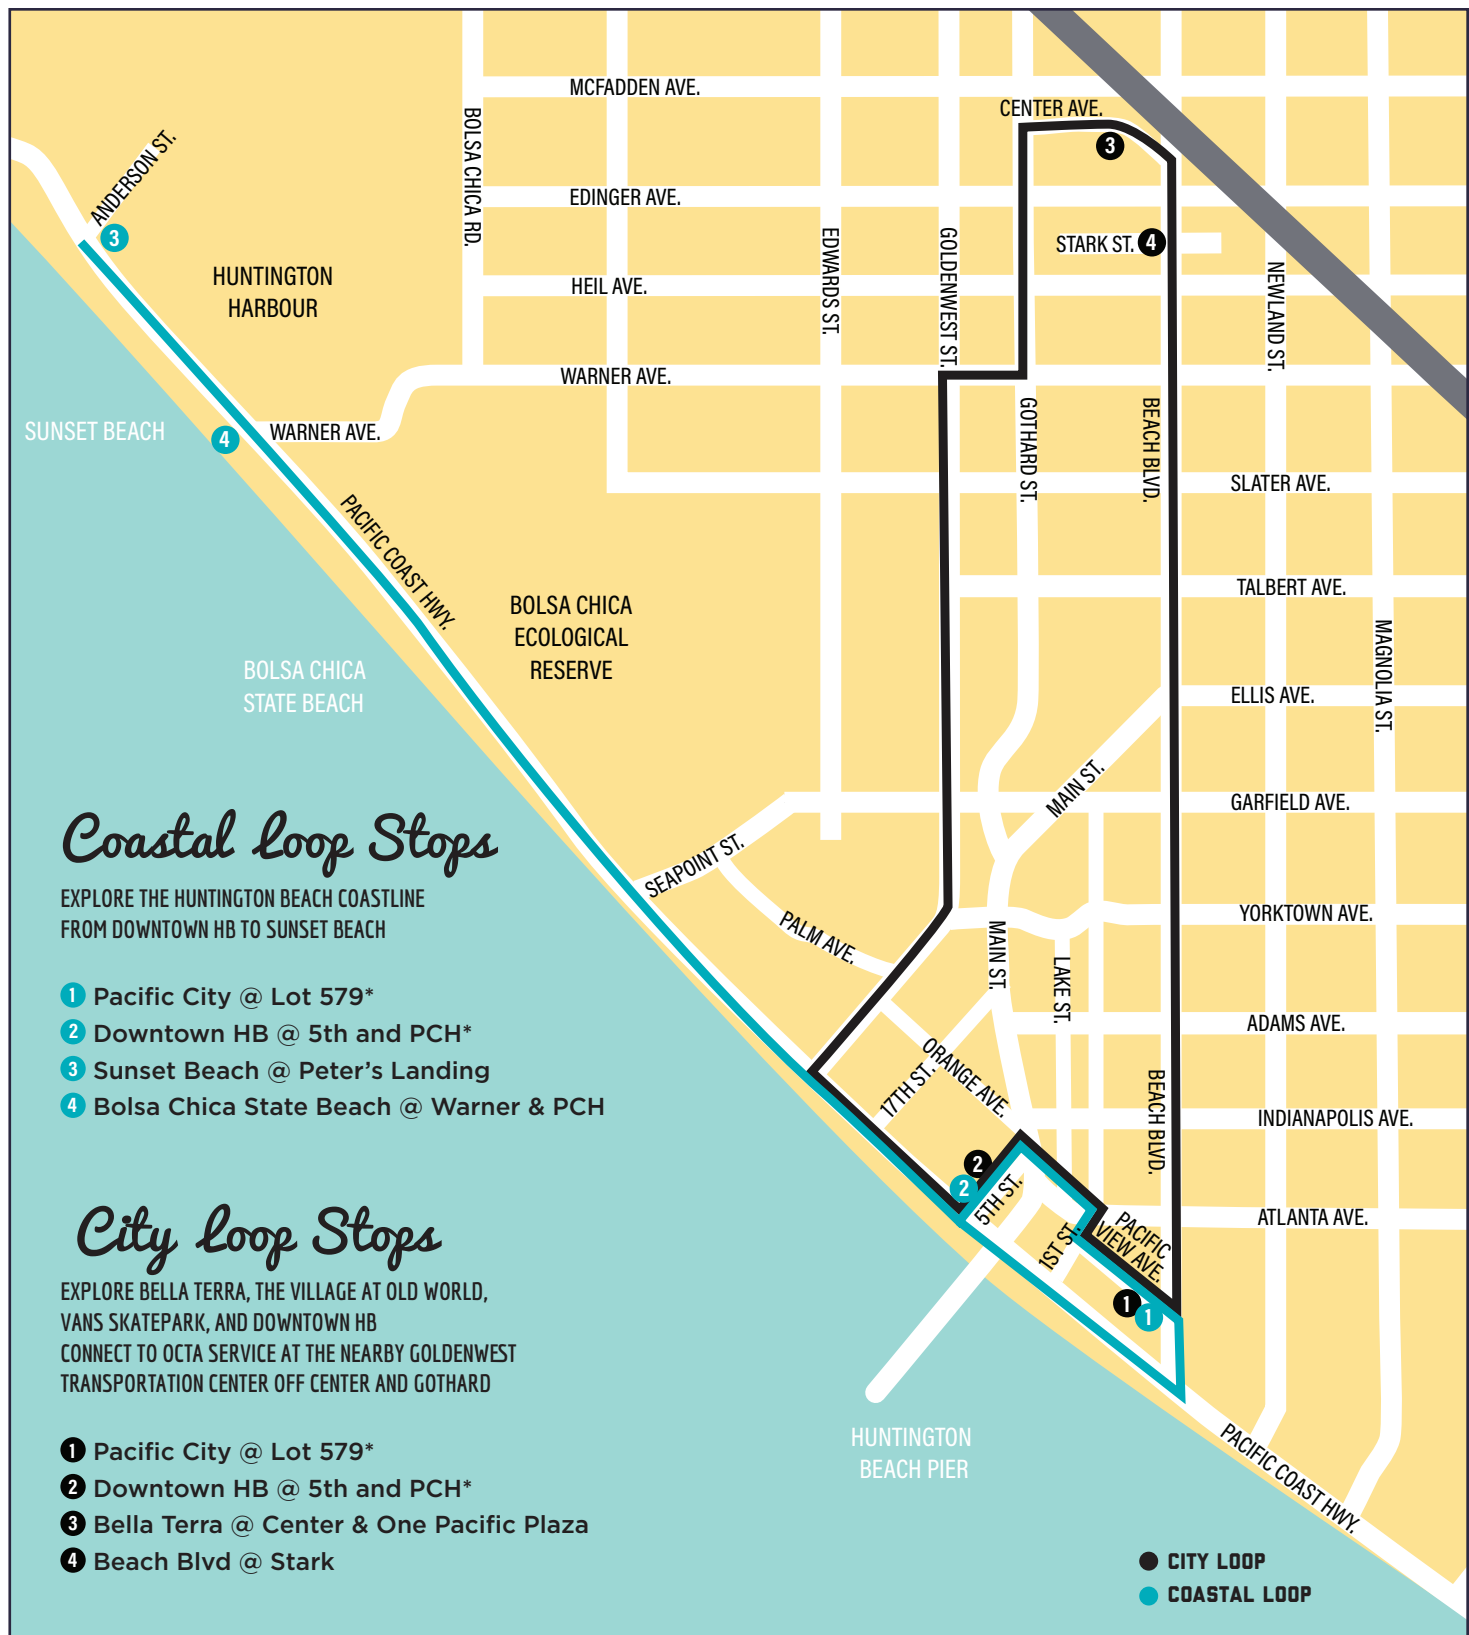 MCFADDEN AVE.
CENTER AVE.
3
ANDERSON ST.
BOLSA CHICA RD.
EDINGER AVE.
3
EDWARDS ST.
GOLDENWEST ST.
STARK ST.
4
NEWLAND ST.
HUNTINGTON
HARBOUR
HEIL AVE.
WARNER AVE.
GOTHARD ST.
BEACH BLVD.
SUNSET BEACH
4
WARNER AVE.
SLATER AVE.
PACIFIC COAST HWY.
TALBERT AVE.
BOLSA CHICA
ECOLOGICAL
RESERVE
MAGNOLIA ST.
BOLSA CHICA
STATE BEACH
ELLIS AVE.
MAIN ST.
GARFIELD AVE.
SEAPOINT ST.
PALM AVE.
YORKTOWN AVE.
MAIN ST.
LAKE ST.
ADAMS AVE.
ORANGE AVE.
17TH ST.
BEACH BLVD.
INDIANAPOLIS AVE.
2
2
5TH ST.
ATLANTA AVE.
1ST ST.
PACIFIC
VIEW AVE.
1
1
HUNTINGTON
BEACH PIER
PACIFIC COAST HWY.
Coastal Loop Stops
EXPLORE THE HUNTINGTON BEACH COASTLINE
FROM DOWNTOWN HB TO SUNSET BEACH
1 Pacific City @ Lot 579*
2 Downtown HB @ 5th and PCH*
3 Sunset Beach @ Peter's Landing
4 Bolsa Chica State Beach @ Warner & PCH
City Loop Stops
EXPLORE BELLA TERRA, THE VILLAGE AT OLD WORLD,
VANS SKATEPARK, AND DOWNTOWN HB
CONNECT TO OCTA SERVICE AT THE NEARBY GOLDENWEST
TRANSPORTATION CENTER OFF CENTER AND GOTHARD
1 Pacific City @ Lot 579*
2 Downtown HB @ 5th and PCH*
3 Bella Terra @ Center & One Pacific Plaza
4 Beach Blvd @ Stark
CITY LOOP
COASTAL LOOP